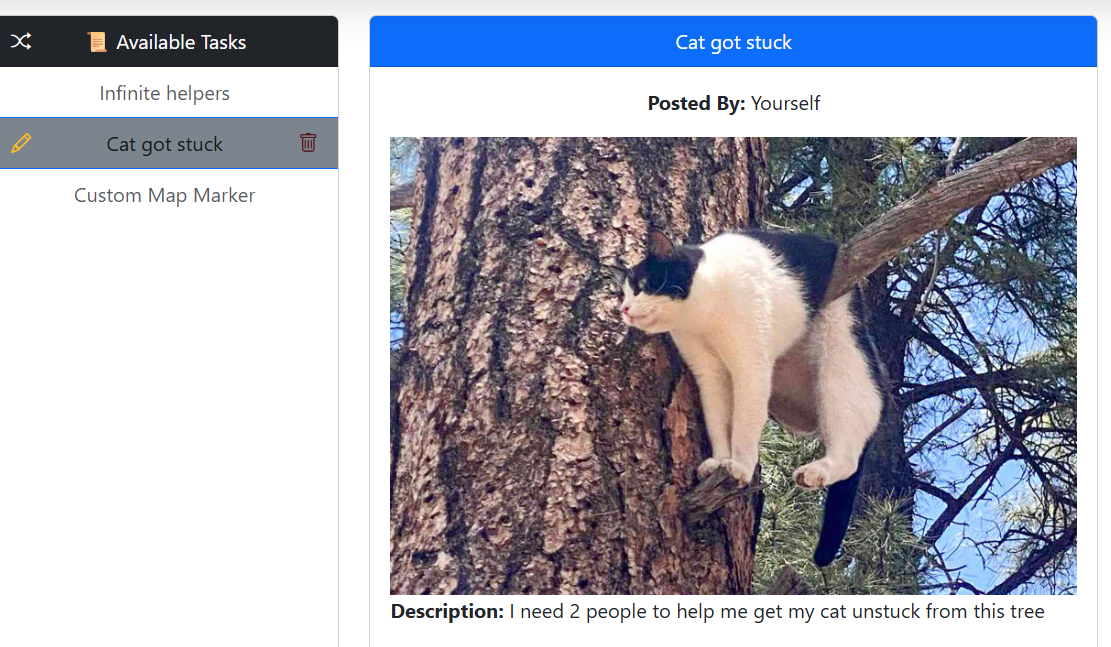 📜 Available Tasks
Infinite helpers
Cat got stuck
Custom Map Marker
Cat got stuck
Posted By: Yourself
Description: I need 2 people to help me get my cat unstuck from this tree